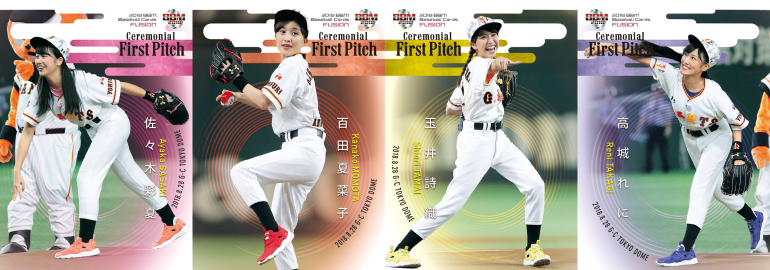 2018 BBM
Baseball Cards
FUSION
Ceremonial
First Pitch
佐々木彩夏
Ayaka SASAKI
2018.8.28 G-C TOKYO DOME
2018 BBM
Baseball Cards
FUSION
Ceremonial
First Pitch
百田夏菜子
Kanako MOMOTA
2018.8.28 G-C TOKYO DOME
2018 BBM
Baseball Cards
FUSION
Ceremonial
First Pitch
玉井詩織
Shiori TAMAI
2018.8.28 G-C TOKYO DOME
2018 BBM
Baseball Cards
FUSION
Ceremonial
First Pitch
高城れに
Reni TAKAGI
2018.8.28 G-C TOKYO DOME